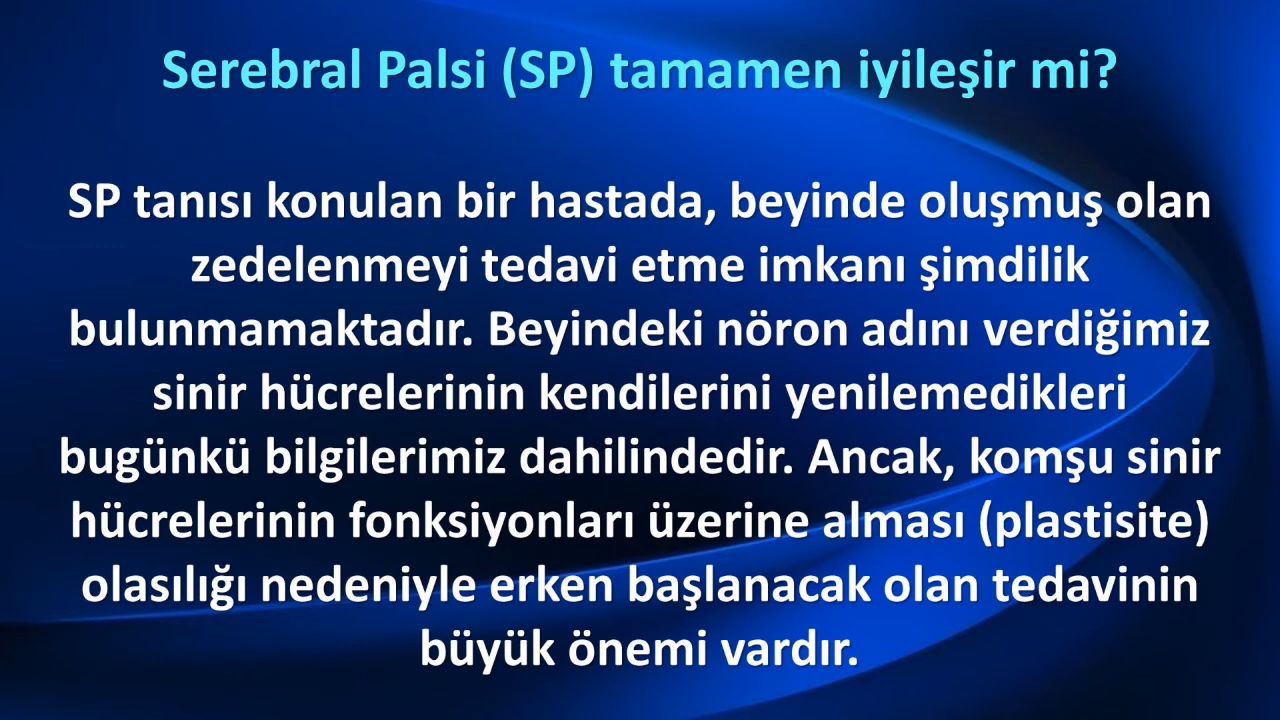 Serebral Palsi (SP) tamamen iyileşir mi?
SP tanısı konulan bir hastada, beyinde oluşmuş olan
zedelenmeyi tedavi etme imkanı şimdilik
bulunmamaktadır. Beyindeki nöron adını verdiğimiz
sinir hücrelerinin kendilerini yenilemedikleri
bugünkü bilgilerimiz dahilindedir. Ancak, komşu sinir
hücrelerinin fonksiyonları üzerine alması (plastisite)
olasılığı nedeniyle erken başlanacak olan tedavinin
büyük önemi vardır.